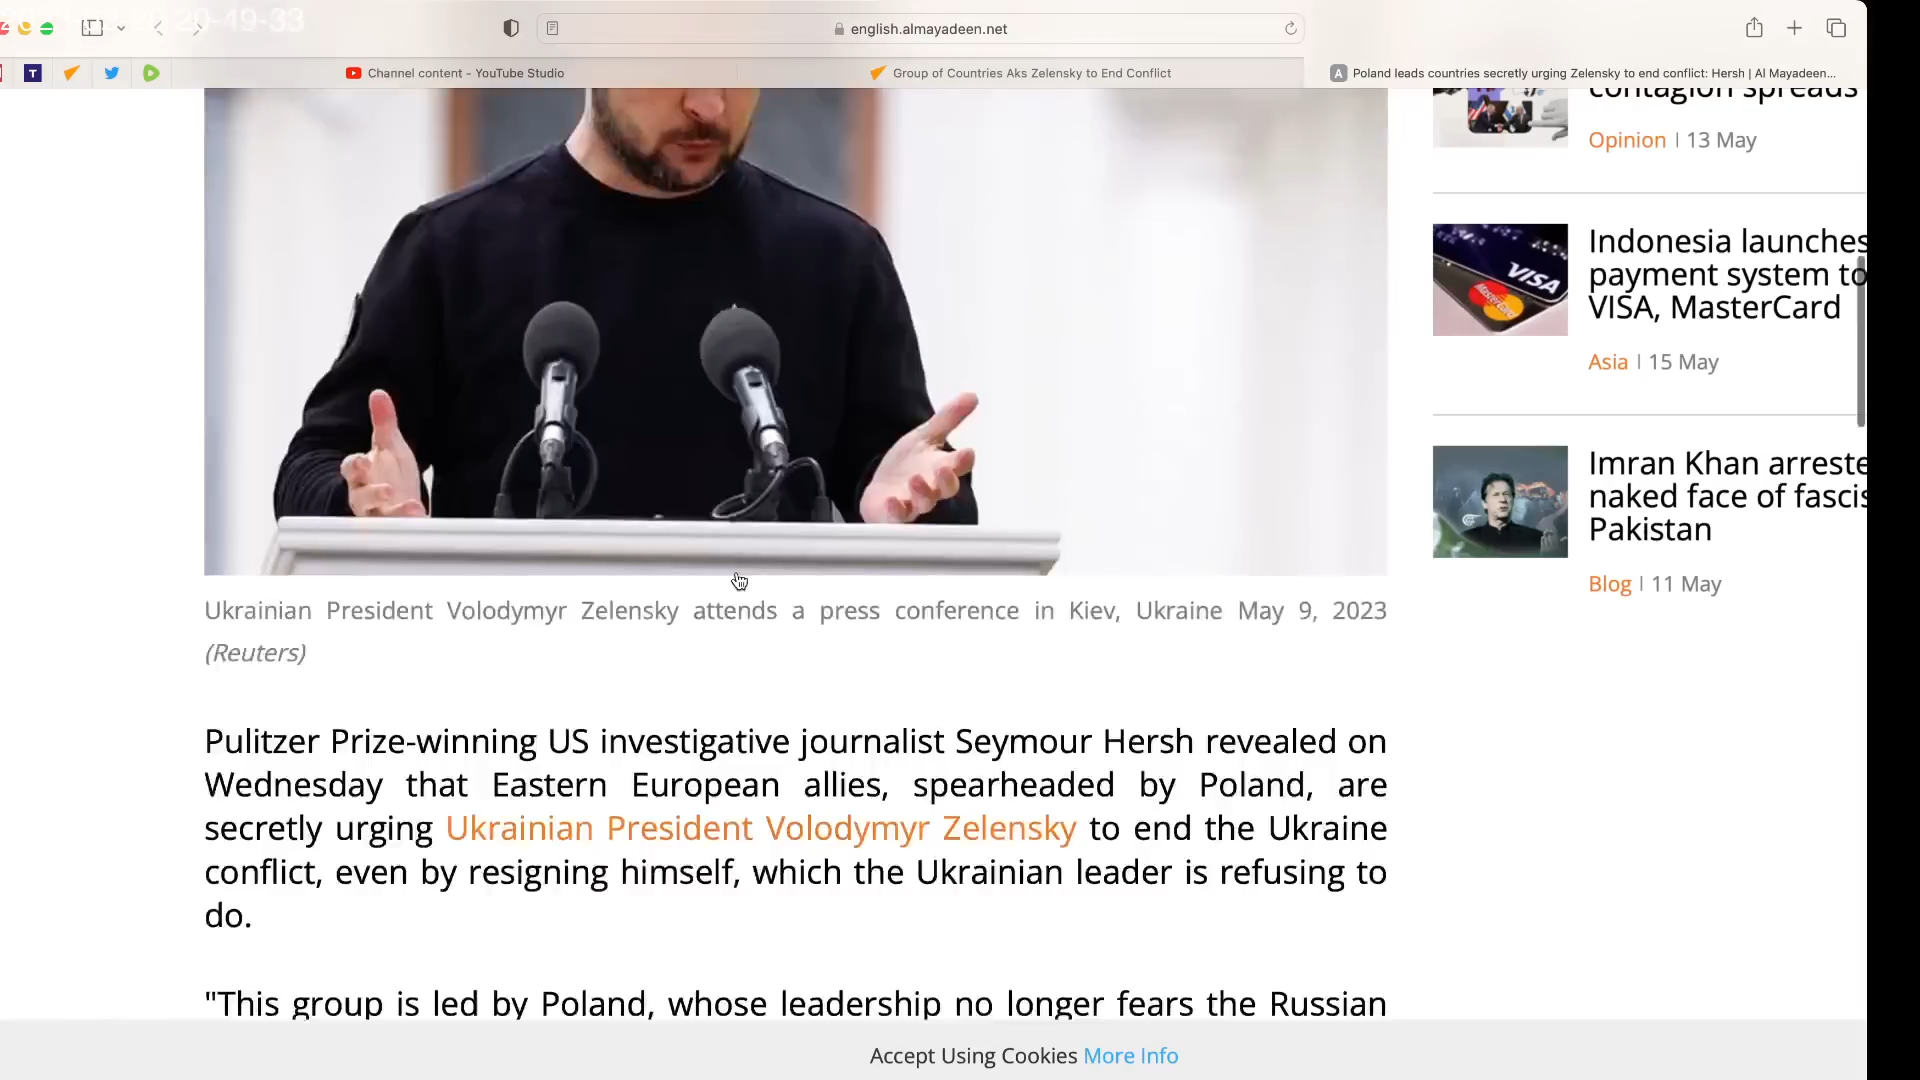 20-49-33
english.almayadeen.net
T
Channel content - YouTube Studio
Group of Countries Aks Zelensky to End Conflict
A
Poland leads countries secretly urging Zelensky to end conflict: Hersh | Al Mayadeen...
contagion spreads
Opinion | 13 May
VISA
MasterCard
Indonesia launches
payment system to
VISA, MasterCard
Asia | 15 May
Imran Khan arreste
naked face of fascis
Pakistan
Blog | 11 May
Ukrainian President Volodymyr Zelensky attends a press conference in Kiev, Ukraine May 9, 2023
(Reuters)
Pulitzer Prize-winning US investigative journalist Seymour Hersh revealed on
Wednesday that Eastern European allies, spearheaded by Poland, are
secretly urging Ukrainian President Volodymyr Zelensky to end the Ukraine
conflict, even by resigning himself, which the Ukrainian leader is refusing to
do.
"This group is led by Poland, whose leadership no longer fears the Russian
Accept Using Cookies More Info